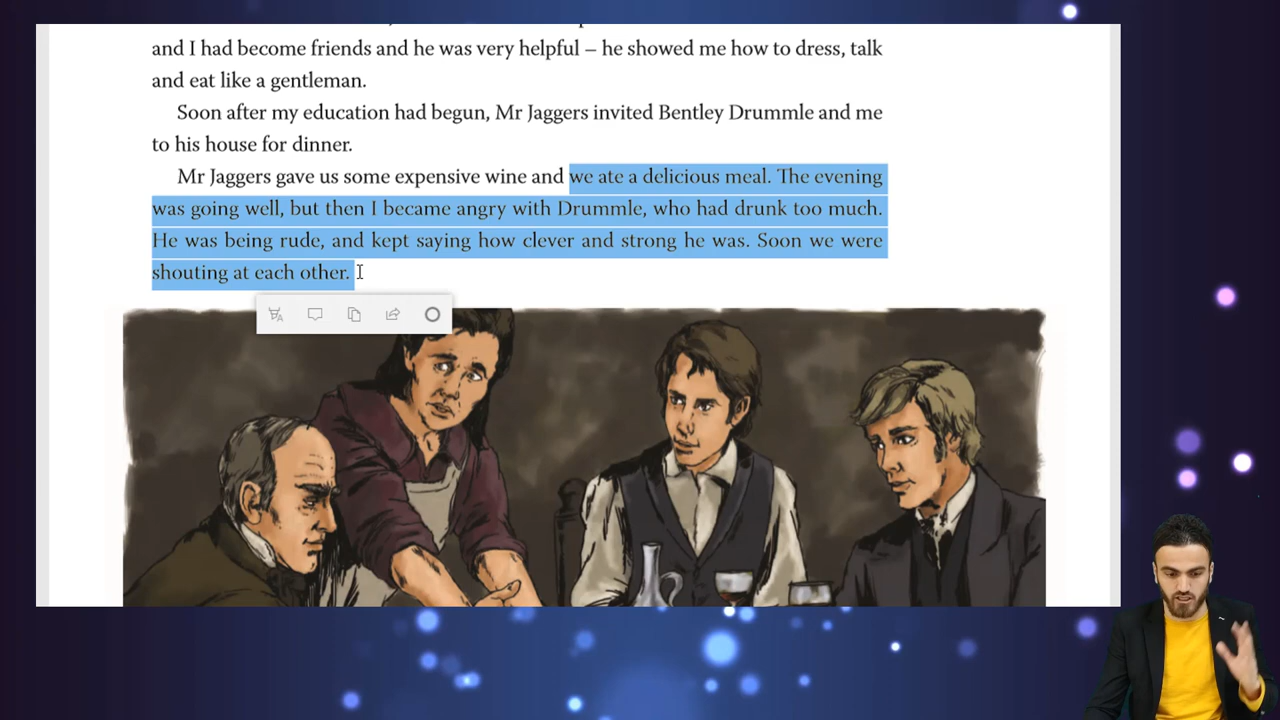 and I had become friends and he was very helpful – he showed me how to dress, talk
and eat like a gentleman.
Soon after my education had begun, Mr Jaggers invited Bentley Drummle and me
to his house for dinner.
Mr Jaggers gave us some expensive wine and we ate a delicious meal. The evening
was going well, but then I became angry with Drummle, who had drunk too much.
He was being rude, and kept saying how clever and strong he was. Soon we were
shouting at each other.